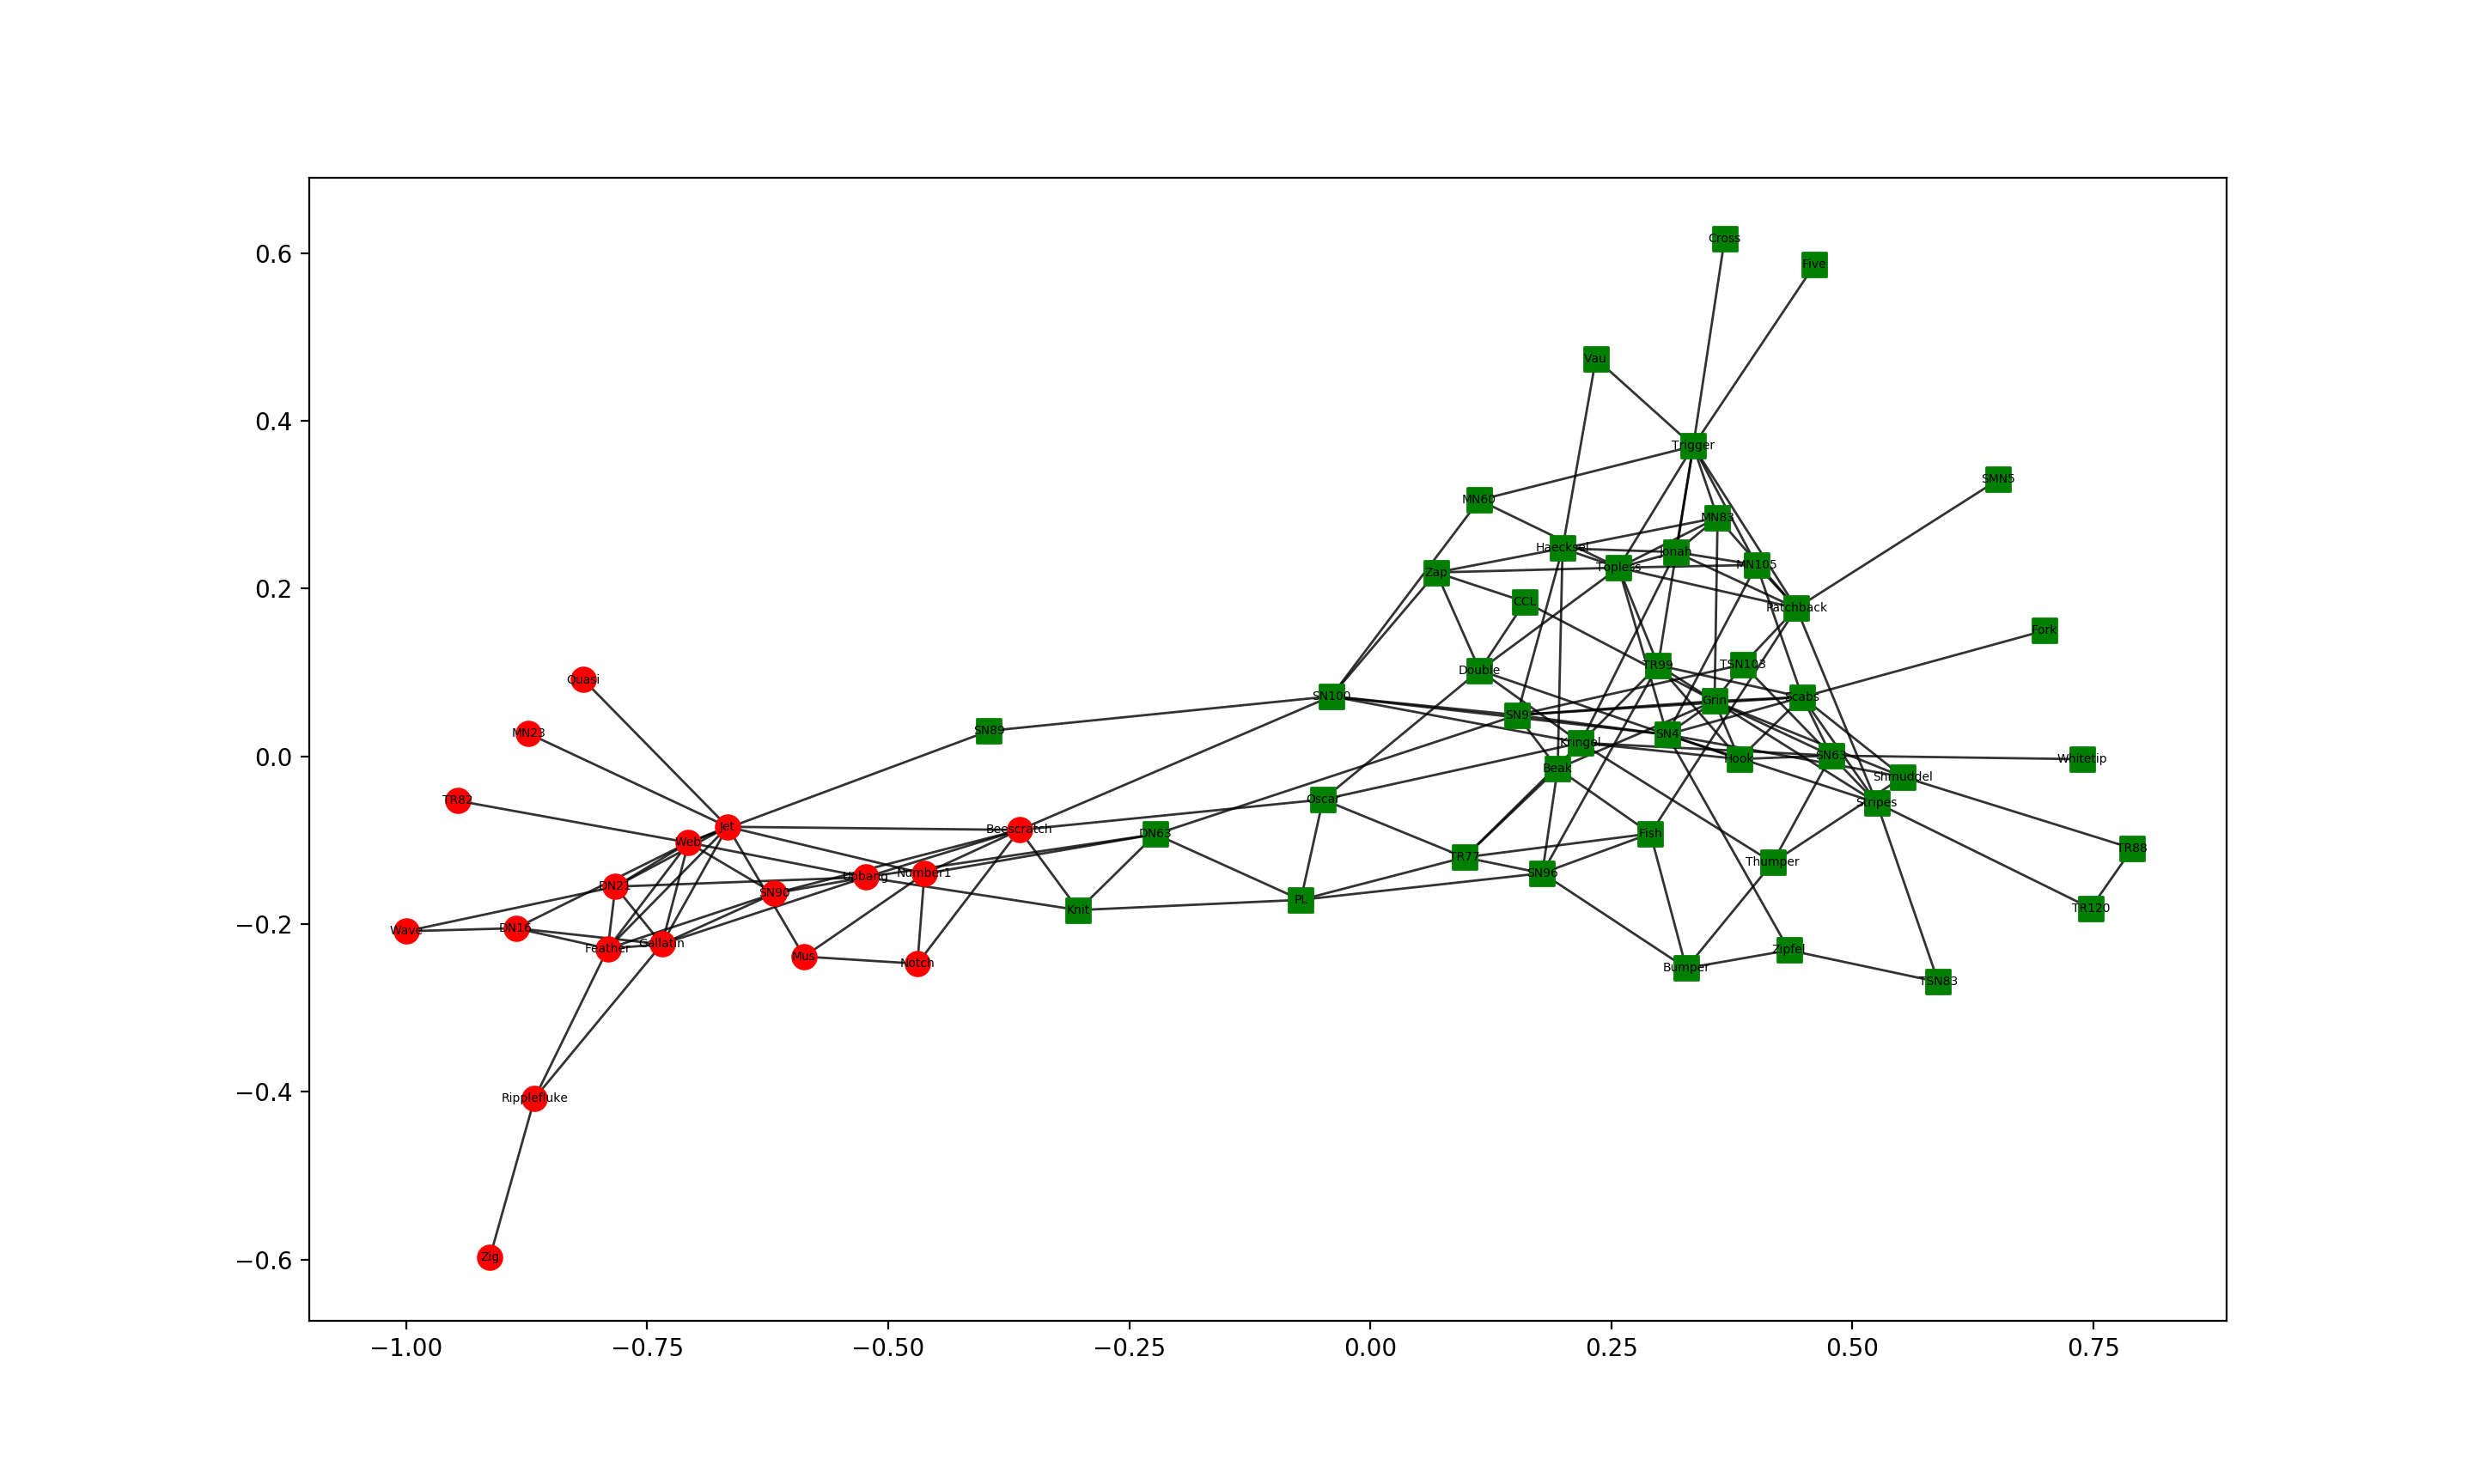 Cross
Five
0.6
Vau
Trigger
0.4
SMN5
MN60
MN83
Haecksel
Jonah
MN105
Topless
Zap
0.2
CCL
Patchback
Fork
TR99
TSN103
Double
Quasi
SN100
Scabs
Grin
SN9
MN23
SN89
SN4
Kringel
0.0
SN63
Hook
Whitetip
Beak
Shmuddel
TR82
Oscar
Stripes
Jet
Beescratch
DN63
Fish
Web
TR88
TR77
Thumper
Number1
SN96
Upbang
DN21
SN90
PL
Knit
TR120
−0.2
DN16
Wave
Gallatin
Feather
Zipfel
Mus
Notch
Bumper
TSN83
−0.4
Ripplefluke
Zig
−0.6
−1.00 −0.75 −0.50 −0.25 0.00 0.25 0.50 0.75